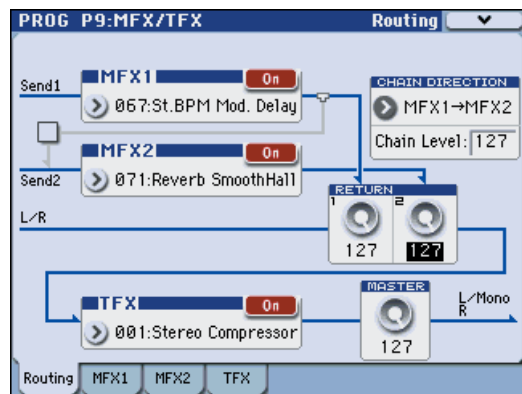 PROG P9:MFX/TFX Routing
Send1
MFX1 On
067:St.BPM Mod. Delay
CHAIN DIRECTION
MFX1→MFX2
Chain Level: 127
MFX2 On
071:Reverb SmoothHall
Send2
L/R
RETURN
1 2
127 127
TFX On
001:Stereo Compressor
MASTER
127
L/Mono
R
Routing MFX1 MFX2 TFX